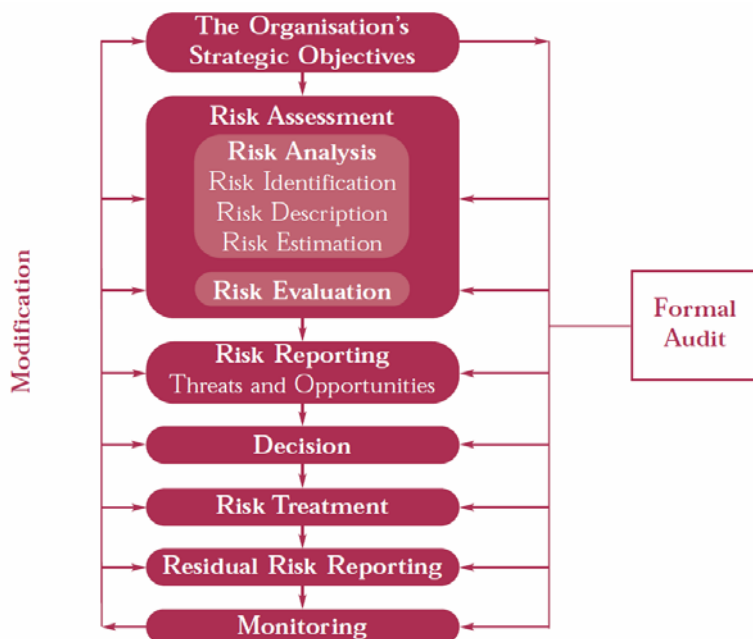 The Organisation's
Strategic Objectives
Risk Assessment
Risk Analysis
Risk Identification
Risk Description
Risk Estimation
Risk Evaluation
Modification
Formal
Audit
Risk Reporting
Threats and Opportunities
Decision
Risk Treatment
Residual Risk Reporting
Monitoring